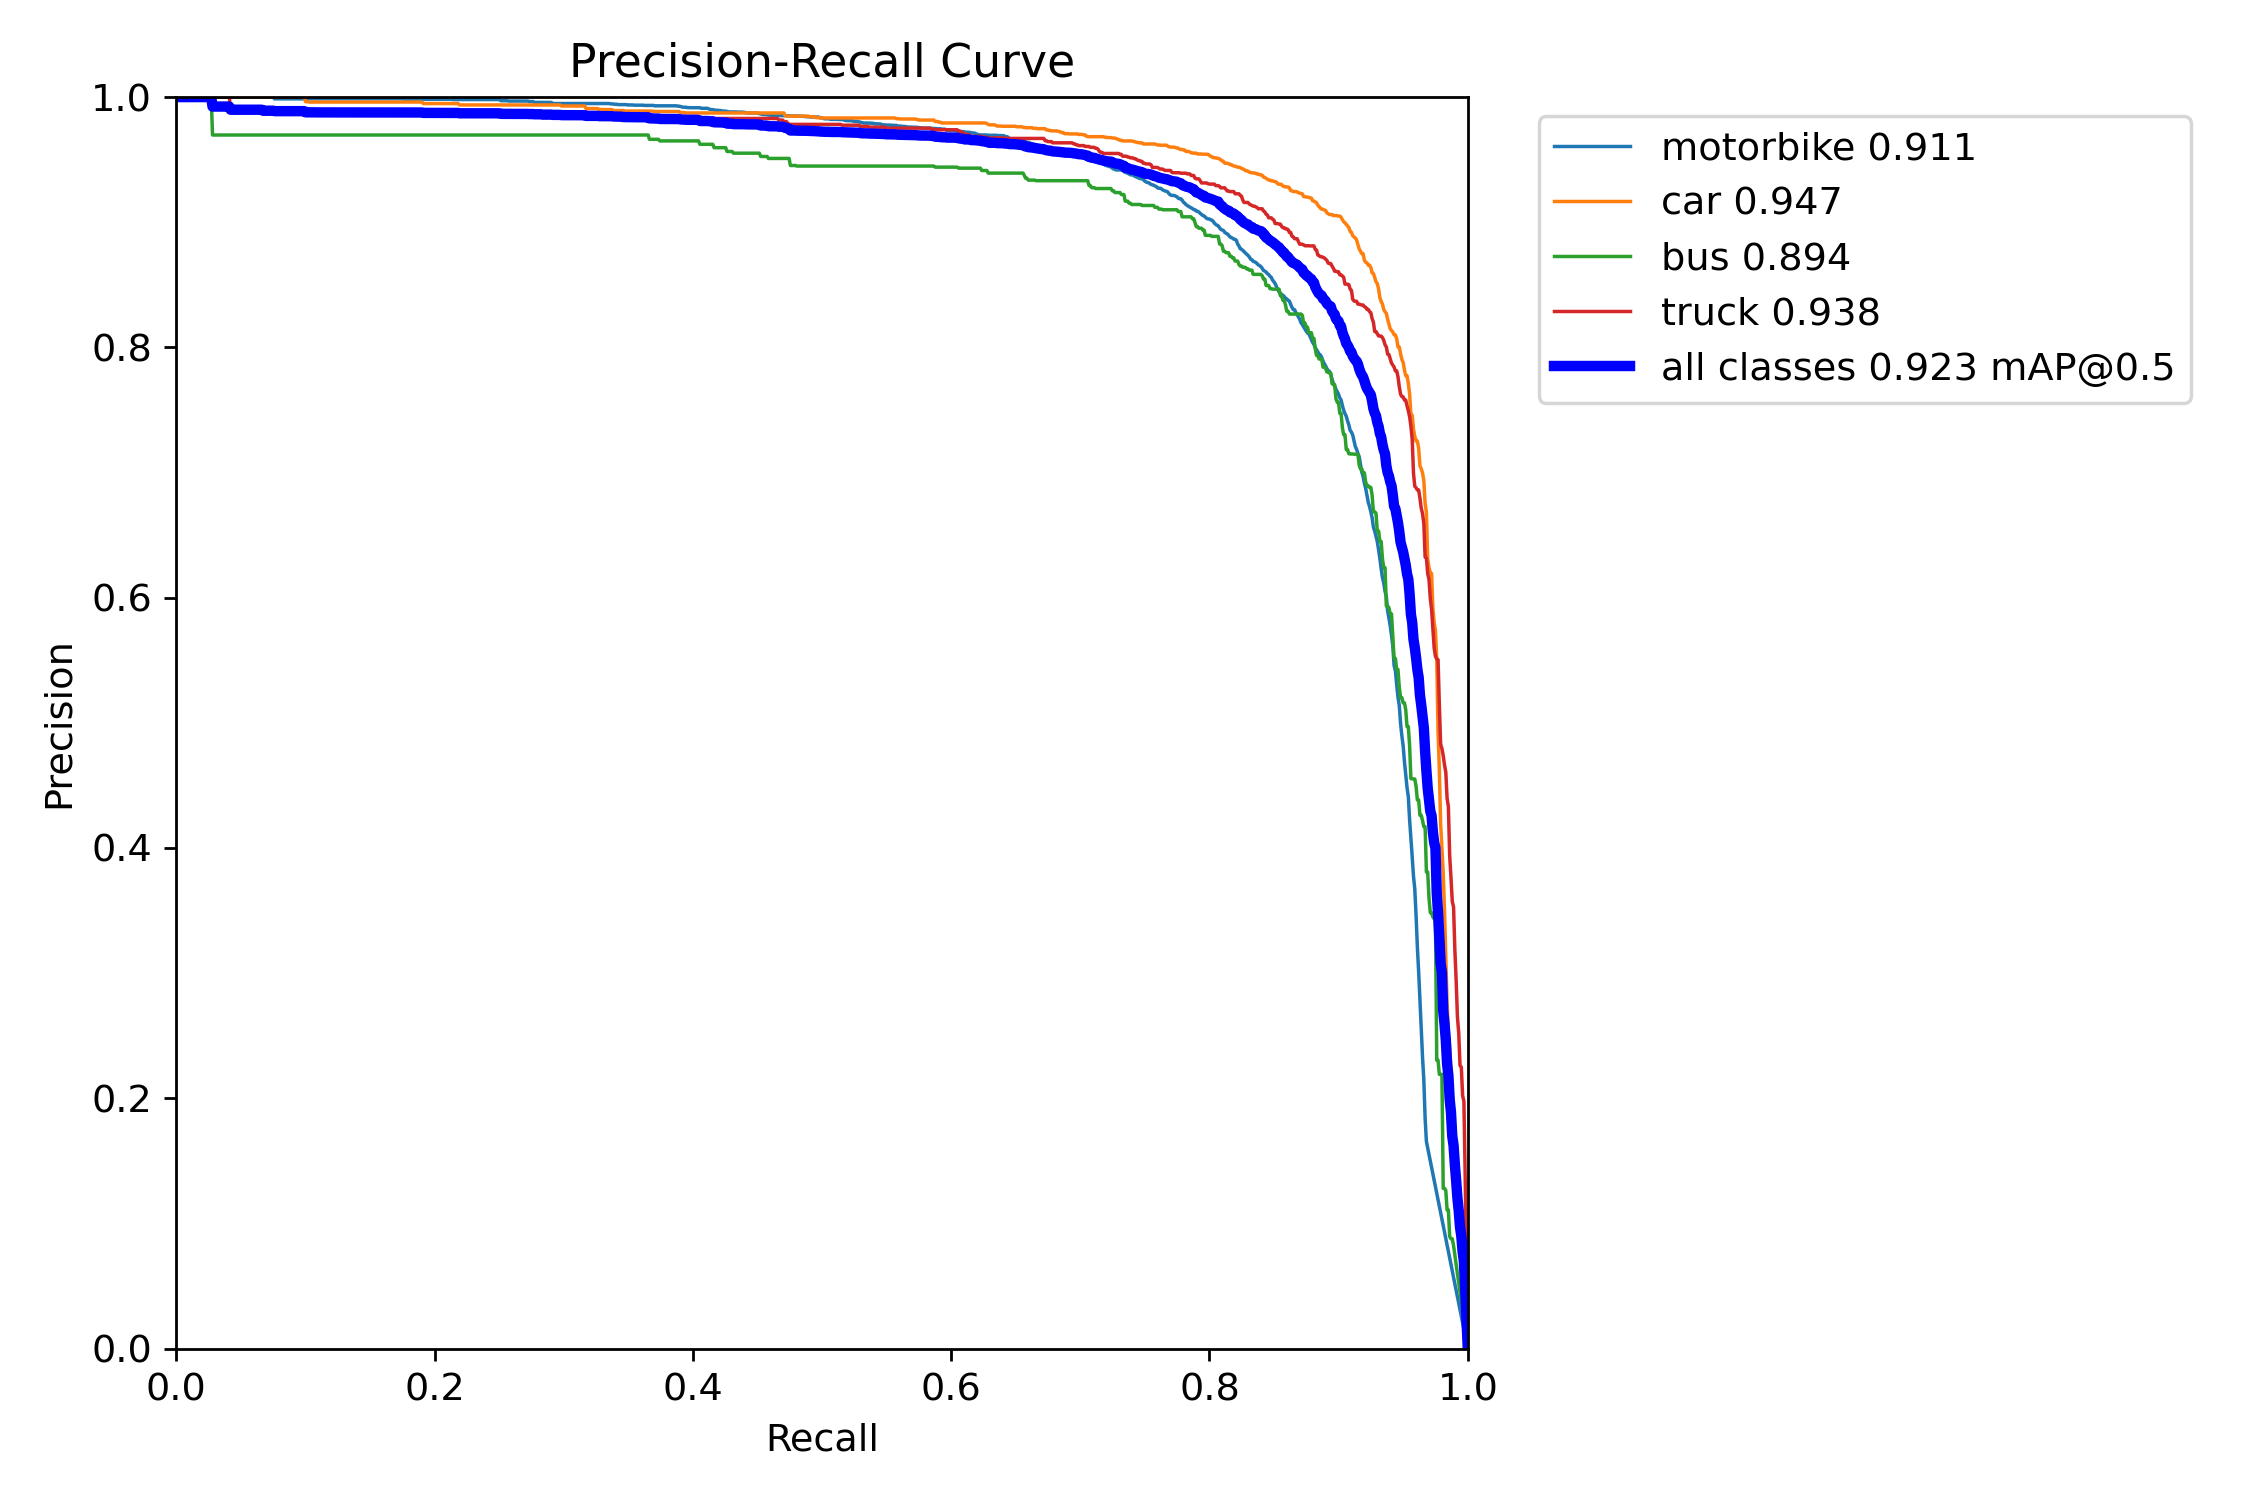 Precision-Recall Curve
1.0
0.8
0.6
0.4
0.2
0.0
Precision
0.0 0.2 0.4 0.6 0.8 1.0
Recall
motorbike 0.911
car 0.947
bus 0.894
truck 0.938
all classes 0.923 mAP@0.5